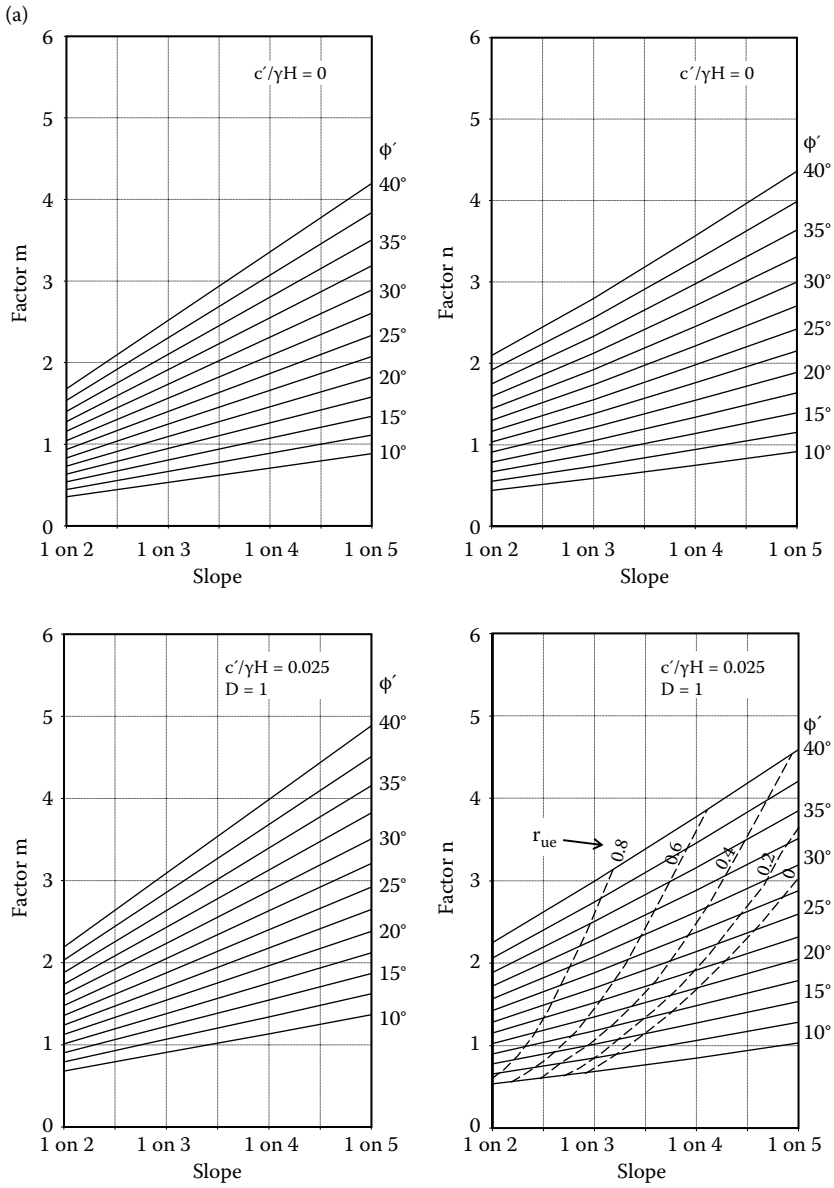 (a)
6
5
4
3
2
1
0
Factor m
c′/γH = 0
ϕ′
40°
35°
30°
25°
20°
15°
10°
1 on 2 1 on 3 1 on 4 1 on 5
Slope
6
5
4
3
2
1
0
Factor n
c′/γH = 0
ϕ′
40°
35°
30°
25°
20°
15°
10°
1 on 2 1 on 3 1 on 4 1 on 5
Slope
6
5
4
3
2
1
0
Factor m
c′/γH = 0.025
D = 1
ϕ′
40°
35°
30°
25°
20°
15°
10°
1 on 2 1 on 3 1 on 4 1 on 5
Slope
6
5
4
3
2
1
0
Factor n
c′/γH = 0.025
D = 1
ϕ′
40°
35°
30°
25°
20°
15°
10°
rue
0.8
0.6
0.4
0.2
0
1 on 2 1 on 3 1 on 4 1 on 5
Slope